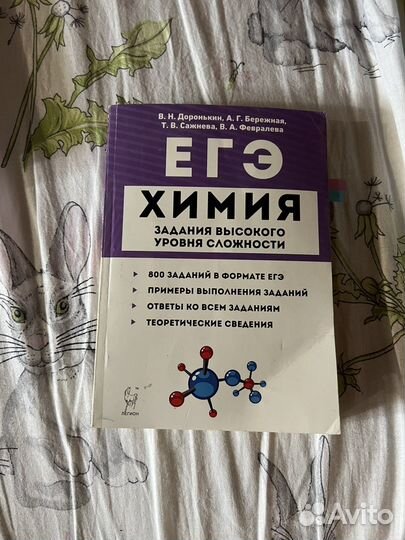 В. Н. Доронькин, А. Г. Бережная,
Т. В. Сажнева, В. А. Февралева
ЕГЭ
ХИМИЯ
ЗАДАНИЯ ВЫСОКОГО
УРОВНЯ СЛОЖНОСТИ
800 ЗАДАНИЙ В ФОРМАТЕ ЕГЭ
ПРИМЕРЫ ВЫПОЛНЕНИЯ ЗАДАНИЙ
ОТВЕТЫ КО ВСЕМ ЗАДАНИЯМ
ТЕОРЕТИЧЕСКИЕ СВЕДЕНИЯ
ЛЕГИОН
Avito